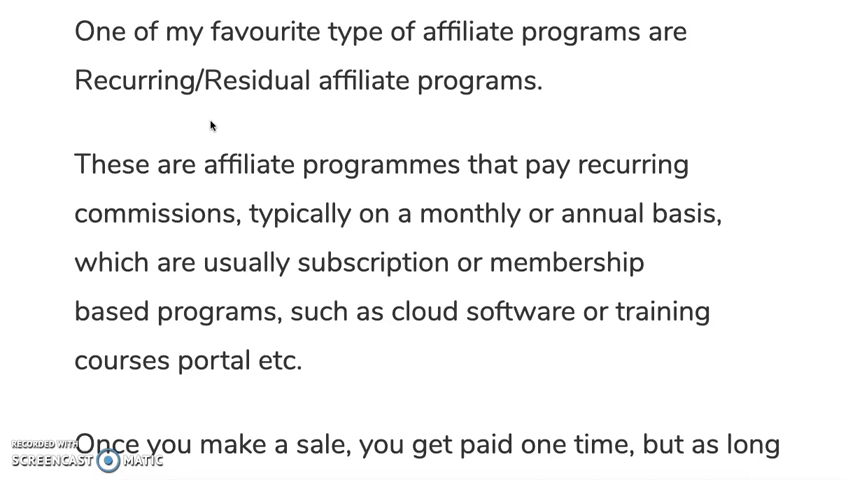 One of my favourite type of affiliate programs are
Recurring/Residual affiliate programs.
These are affiliate programmes that pay recurring
commissions, typically on a monthly or annual basis,
which are usually subscription or membership
based programs, such as cloud software or training
courses portal etc.
Once you make a sale, you get paid one time, but as long
RECORDED WITH
SCREENCAST MATIC